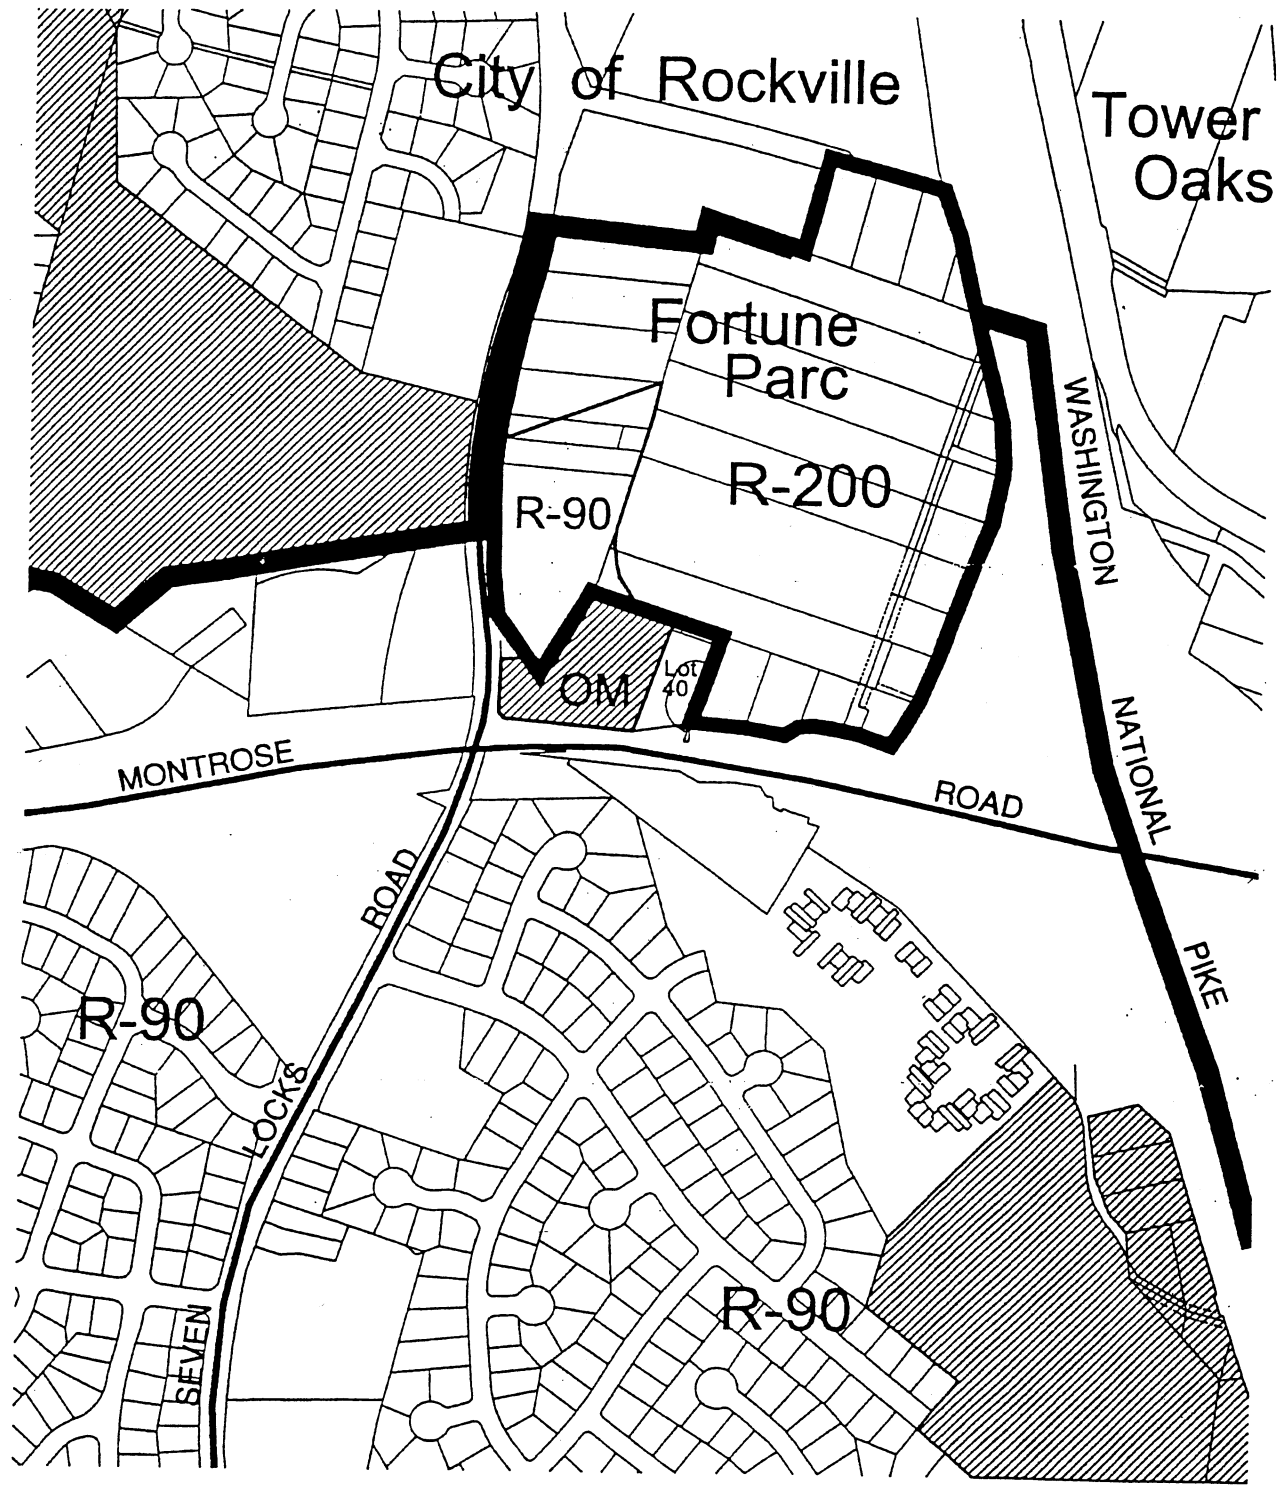 City of Rockville
Tower
Oaks
Fortune
Parc
R-200
R-90
WASHINGTON
OM
Lot
40
NATIONAL
MONTROSE
ROAD
ROAD
PIKE
R-90
LOCKS
R-90
SEVEN